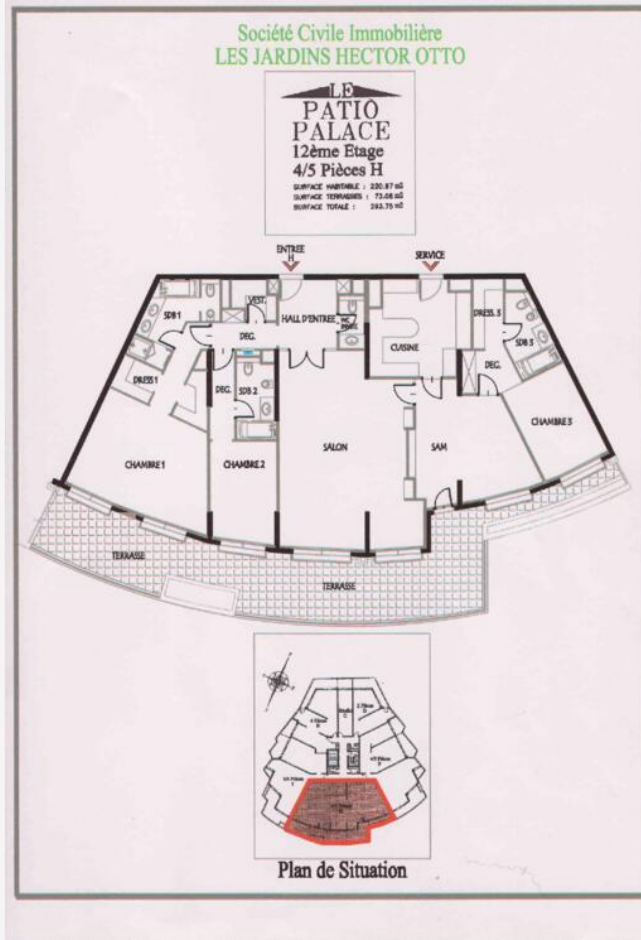 Société Civile Immobilière
LES JARDINS HECTOR OTTO
LE
PATIO
PALACE
12ème Etage
4/5 Pièces H
SURFACE HABITABLE : 220.67 m2
SURFACE TERRASSES : 73.08 m2
SURFACE TOTALE : 293.75 m2
ENTREE
H
SERVICE
SDB 1
VEST.
HALL D'ENTREE
WC
CUISINE
DRESS. 3
SDB 3
DEG.
DRESS 1
DEG.
SDB 2
DEG.
CHAMBRE 1
CHAMBRE 2
SALON
SAM
CHAMBRE 3
TERRASSE
TERRASSE
Plan de Situation